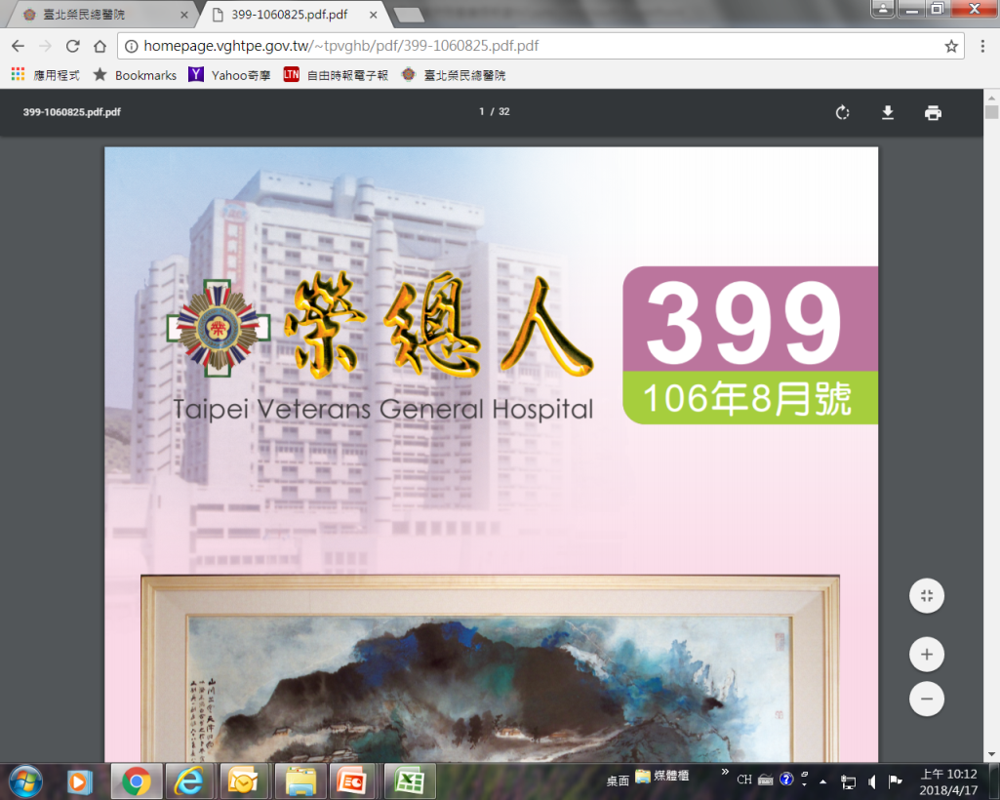 臺北榮民總醫院
399-1060825.pdf.pdf
homepage.vghtpe.gov.tw/~tpvghb/pdf/399-1060825.pdf.pdf
應用程式 Bookmarks Y Yahoo奇摩 LTN 自由時報電子報 臺北榮民總醫院
399-1060825.pdf.pdf 1 / 32
榮總人
Taipei Veterans General Hospital
399
106年8月號
桌面 媒體櫃 » CH
上午 10:12
2018/4/17